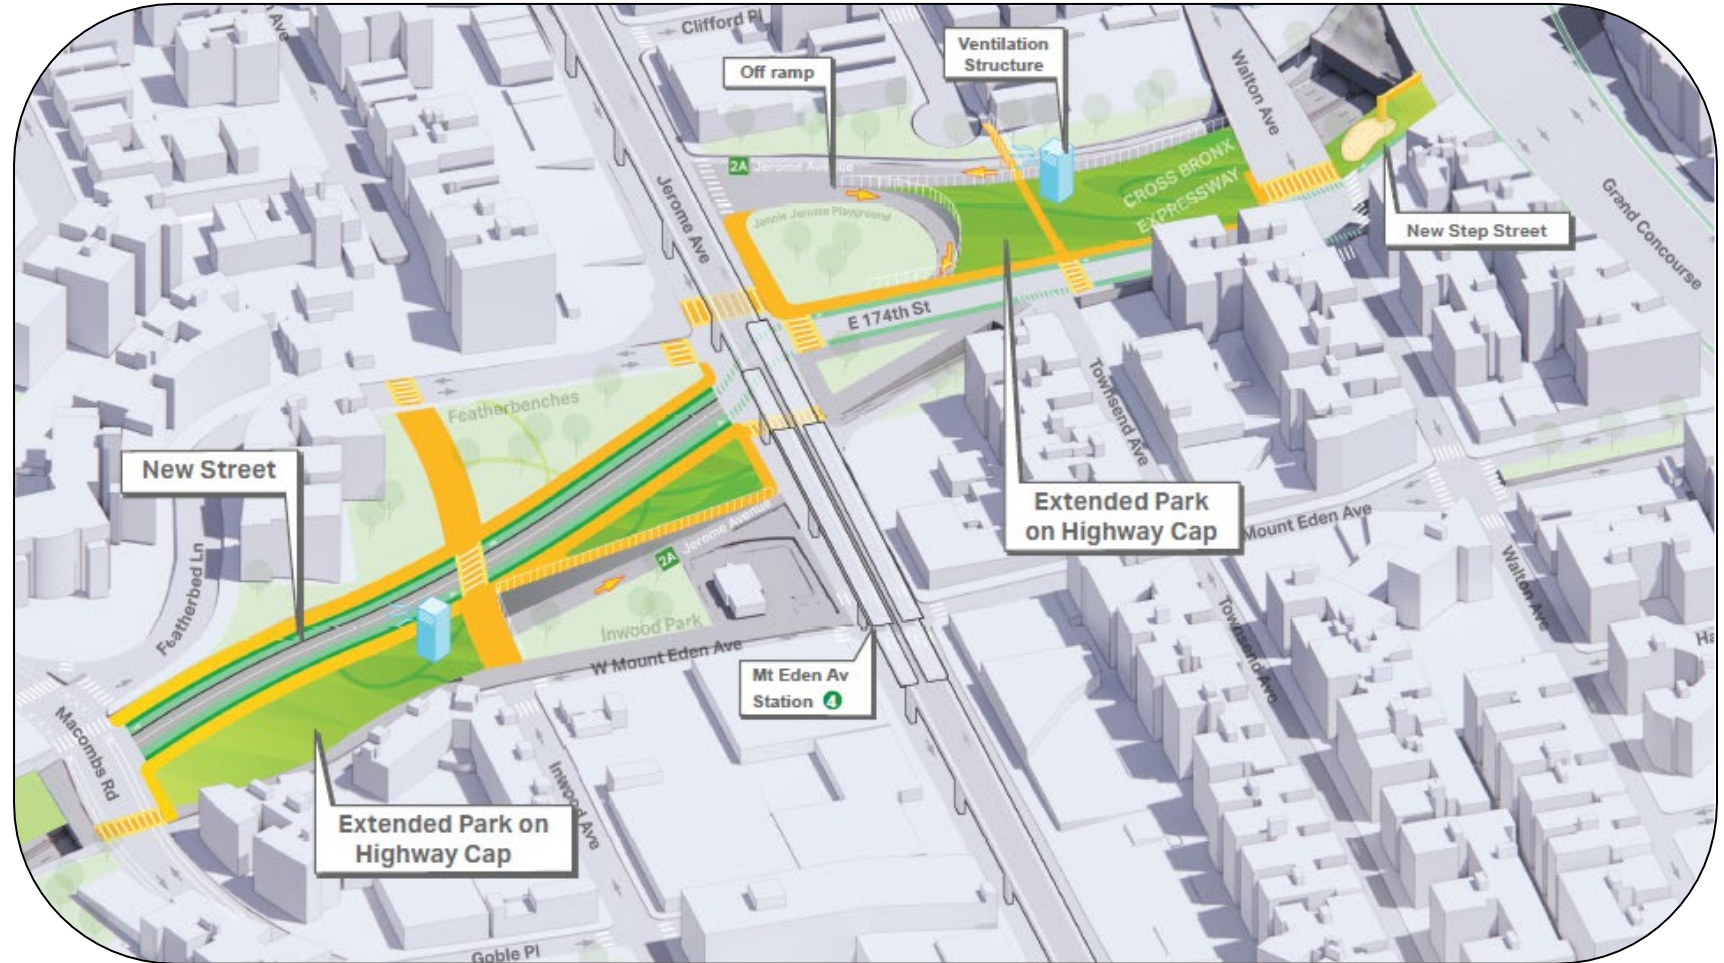 Ave
Clifford Pl
Ventilation
Structure
Off ramp
Walton Ave
2A Jerome Avenue
Jerome Ave
CROSS BRONX
EXPRESSWAY
Jennie Jerome Playground
New Step Street
Grand Concourse
E 174th St
Townsend Ave
Featherbenches
New Street
Extended Park
on Highway Cap
Mount Eden Ave
2A Jerome Avenue
Walton Ave
Featherbed Ln
Inwood Park
W Mount Eden Ave
Townsend Ave
Ha
Mt Eden Av
Station 4
Macombs Rd
Inwood Ave
Extended Park on
Highway Cap
Goble Pl